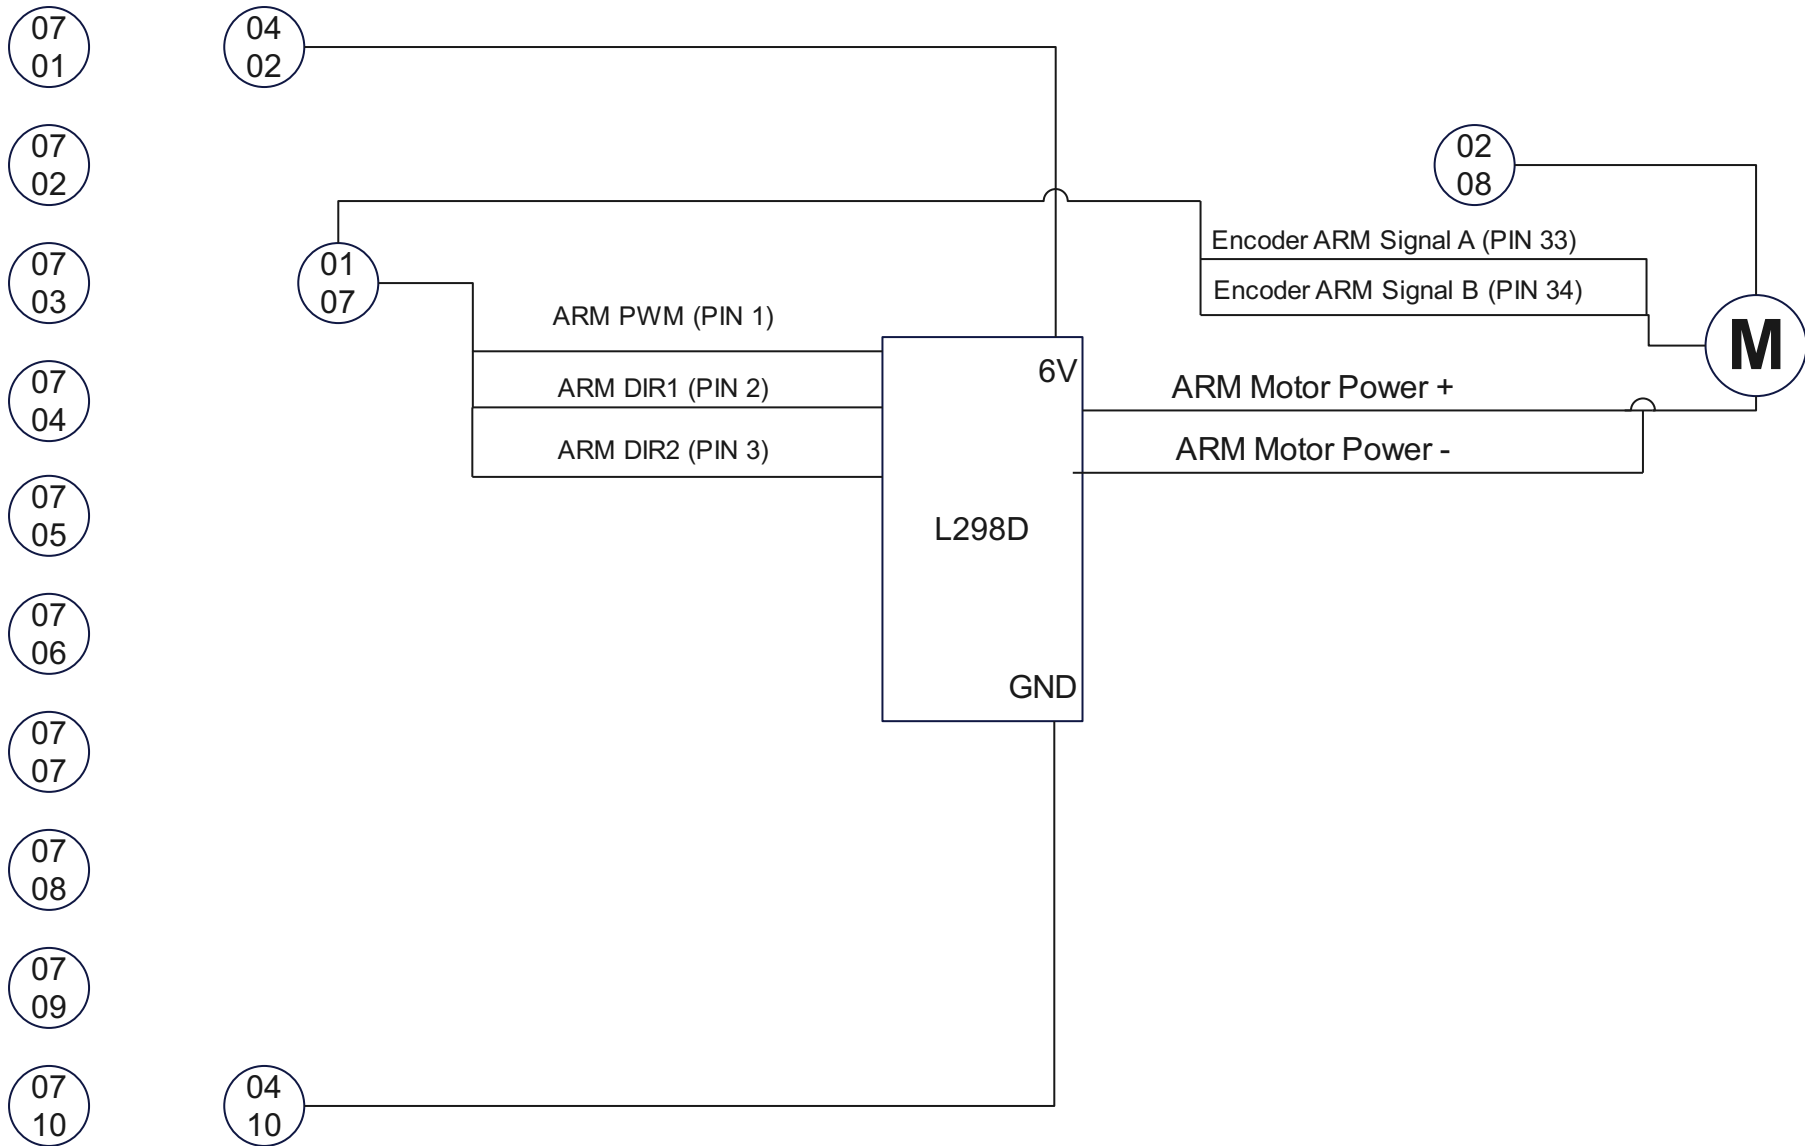 07
01
04
02
07
02
02
08
07
03
01
07
Encoder ARM Signal A (PIN 33)
Encoder ARM Signal B (PIN 34)
ARM PWM (PIN 1)
M
6V
07
04
ARM DIR1 (PIN 2)
ARM Motor Power +
ARM DIR2 (PIN 3)
ARM Motor Power -
07
05
L298D
07
06
GND
07
07
07
08
07
09
07
10
04
10